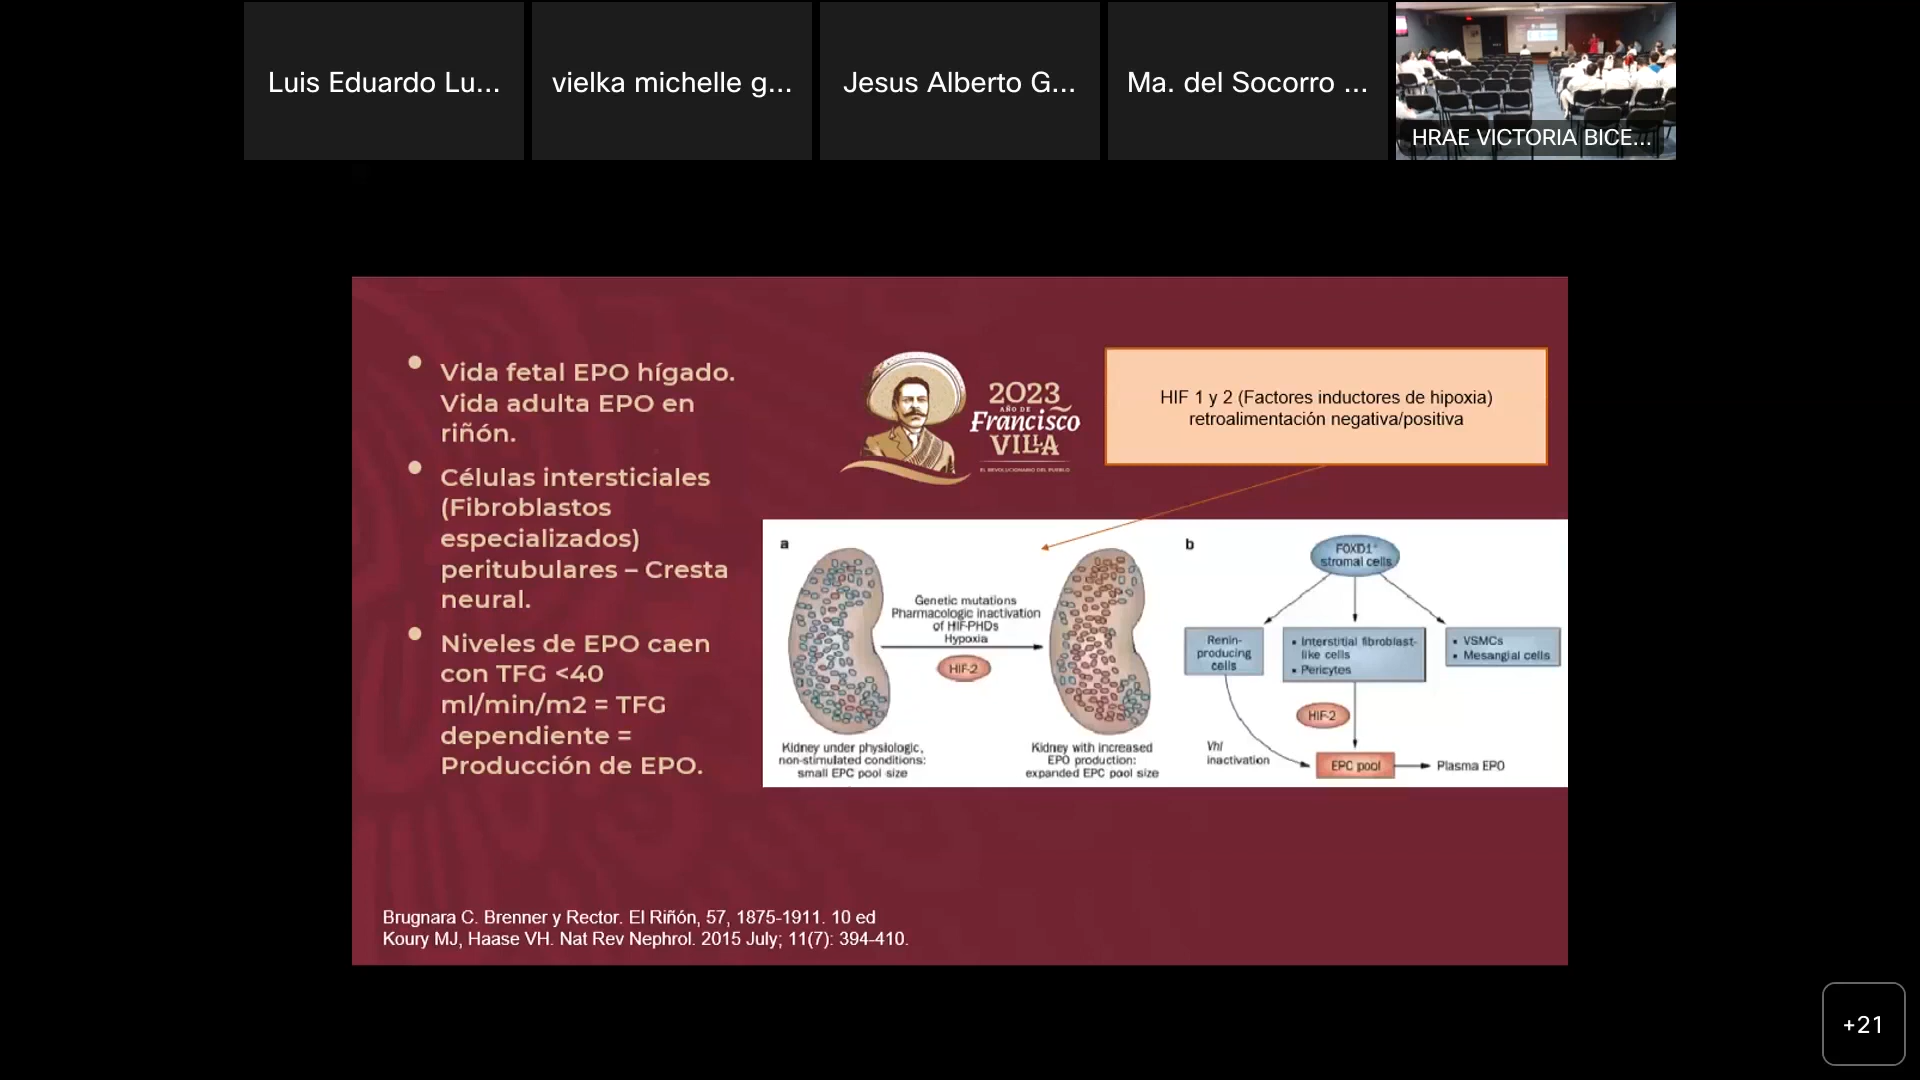 Luis Eduardo Lu...
vielka michelle g...
Jesus Alberto G...
Ma. del Socorro ...
HRAE VICTORIA BICE...
Vida fetal EPO hígado.
Vida adulta EPO en
riñón.
Células intersticiales
(Fibroblastos
especializados)
peritubulares – Cresta
neural.
Niveles de EPO caen
con TFG <40
ml/min/m2 = TFG
dependiente =
Producción de EPO.
2023
AÑO DE
Francisco
VILLA
EL REVOLUCIONARIO DEL PUEBLO
HIF 1 y 2 (Factores inductores de hipoxia)
retroalimentación negativa/positiva
a
Genetic mutations
Pharmacologic inactivation
of HIF-PHDs
Hypoxia
HIF-2
Kidney under physiologic,
non-stimulated conditions:
small EPC pool size
Kidney with increased
EPO production:
expanded EPC pool size
b
FOXD1+
stromal cells
Renin-
producing
cells
▪ Interstitial fibroblast-
like cells
▪ Pericytes
▪ VSMCs
▪ Mesangial cells
HIF-2
Vhl
inactivation
EPC pool
Plasma EPO
Brugnara C. Brenner y Rector. El Riñón, 57, 1875-1911. 10 ed
Koury MJ, Haase VH. Nat Rev Nephrol. 2015 July; 11(7): 394-410.
+21